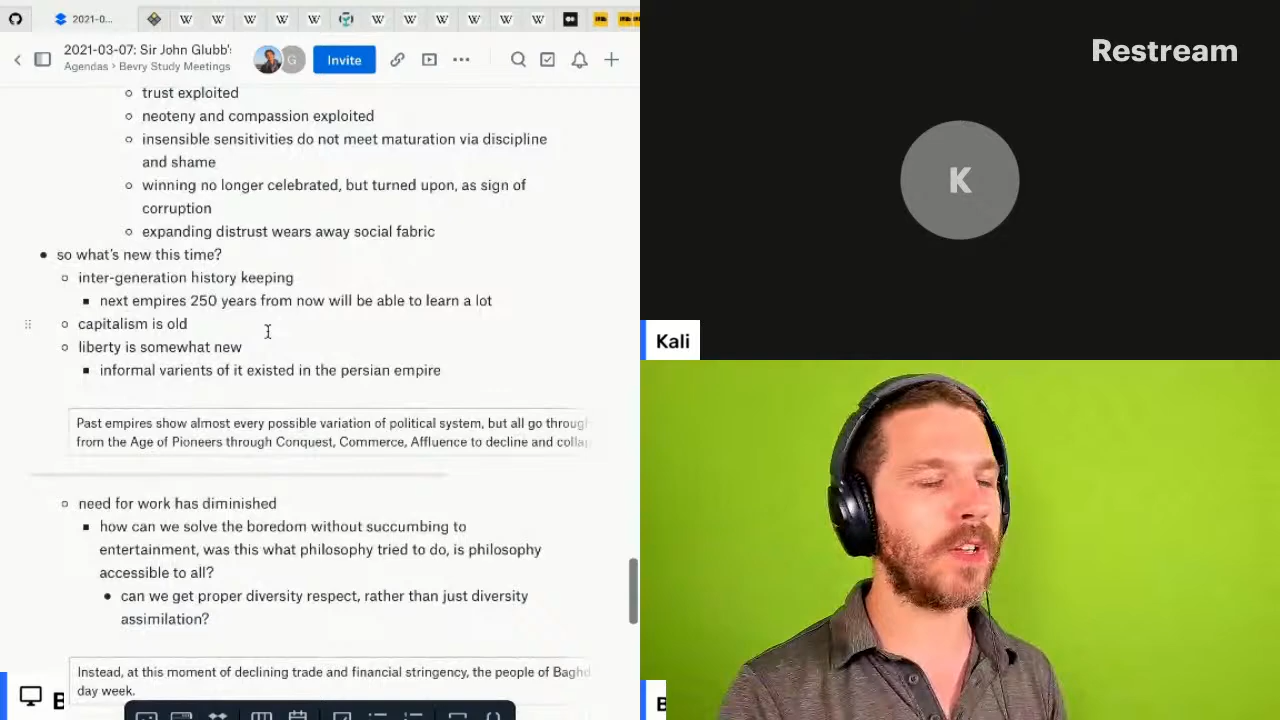 2021-0...
2021-03-07: Sir John Glubb's
Agendas > Bevry Study Meetings
G
Invite
trust exploited
neoteny and compassion exploited
insensible sensitivities do not meet maturation via discipline
and shame
winning no longer celebrated, but turned upon, as sign of
corruption
expanding distrust wears away social fabric
so what's new this time?
inter-generation history keeping
next empires 250 years from now will be able to learn a lot
capitalism is old
liberty is somewhat new
informal varients of it existed in the persian empire
Past empires show almost every possible variation of political system, but all go through
from the Age of Pioneers through Conquest, Commerce, Affluence to decline and colla
need for work has diminished
how can we solve the boredom without succumbing to
entertainment, was this what philosophy tried to do, is philosophy
accessible to all?
can we get proper diversity respect, rather than just diversity
assimilation?
Instead, at this moment of declining trade and financial stringency, the people of Baghd
day week.
Restream
K
Kali
B
B